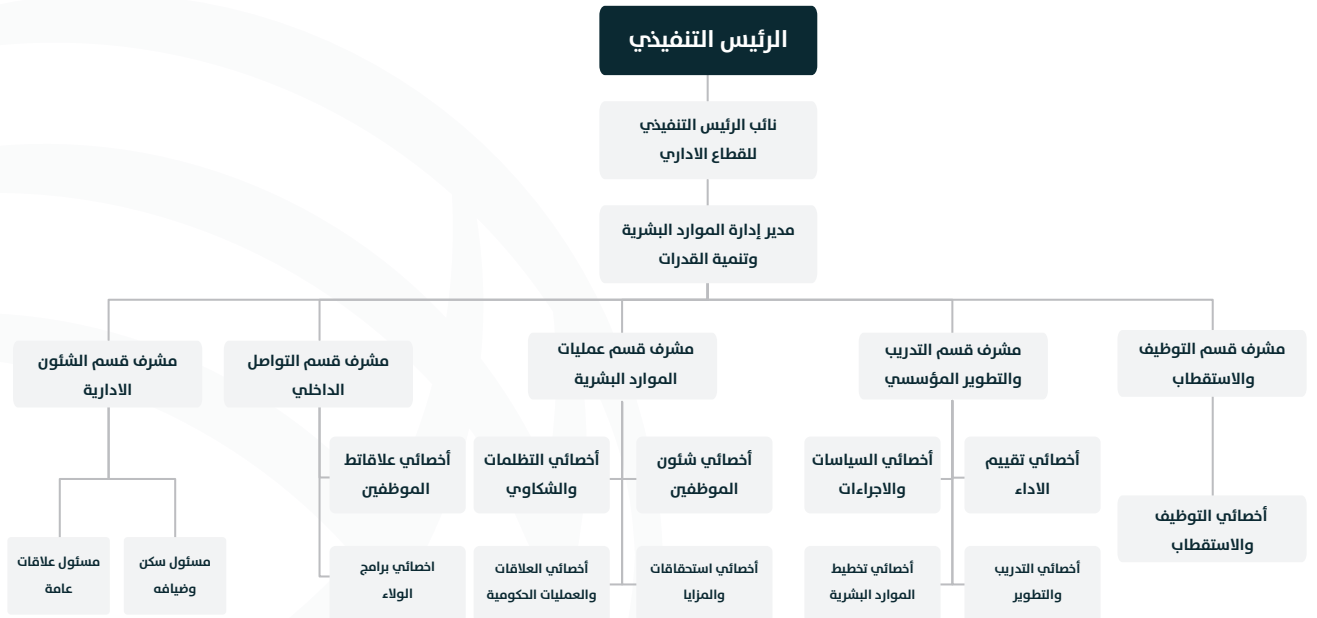 الرئيس التنفيذي
نائب الرئيس التنفيذي
للقطاع الاداري
مدير إدارة الموارد البشرية
وتنمية القدرات
مشرف قسم التوظيف
والاستقطاب
مشرف قسم التدريب
والتطوير المؤسسي
مشرف قسم عمليات
الموارد البشرية
مشرف قسم التواصل
الداخلي
مشرف قسم الشئون
الادارية
أخصائي التوظيف
والاستقطاب
أخصائي تقييم
الاداء
أخصائي السياسات
والاجراءات
أخصائي شئون
الموظفين
أخصائي التظلمات
والشكاوي
أخصائي علاقاتط
الموظفين
أخصائي التدريب
والتطوير
أخصائي تخطيط
الموارد البشرية
أخصائي استحقاقات
والمزايا
أخصائي العلاقات
والعمليات الحكومية
اخصائي برامج
الولاء
مسئول سكن
وضيافه
مسئول علاقات
عامة